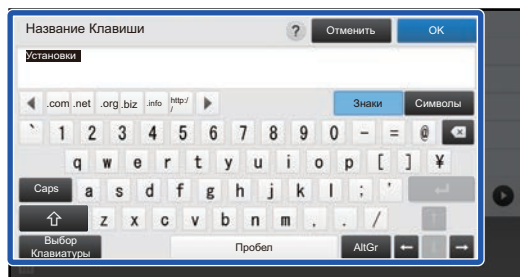 Название Клавиши ? Отменить OK
Установки
.com .net .org .biz .info http:/
/
Знаки Символы
` 1 2 3 4 5 6 7 8 9 0 - = @
q w e r t y u i o p [ ] ¥
Caps a s d f g h j k l ; '
z x c v b n m , . /
Выбор
Клавиатуры
Пробел AltGr